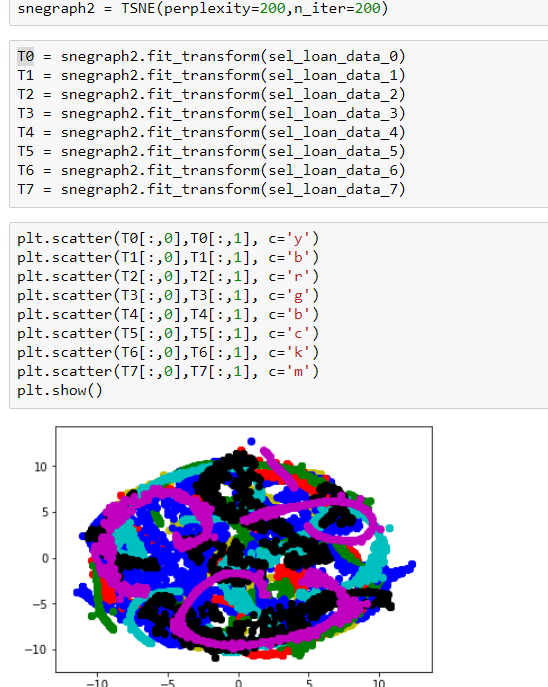 snegraph2 = TSNE(perplexity=200,n_iter=200)
T0 = snegraph2.fit_transform(sel_loan_data_0)
T1 = snegraph2.fit_transform(sel_loan_data_1)
T2 = snegraph2.fit_transform(sel_loan_data_2)
T3 = snegraph2.fit_transform(sel_loan_data_3)
T4 = snegraph2.fit_transform(sel_loan_data_4)
T5 = snegraph2.fit_transform(sel_loan_data_5)
T6 = snegraph2.fit_transform(sel_loan_data_6)
T7 = snegraph2.fit_transform(sel_loan_data_7)
plt.scatter(T0[:,0],T0[:,1], c='y')
plt.scatter(T1[:,0],T1[:,1], c='b')
plt.scatter(T2[:,0],T2[:,1], c='r')
plt.scatter(T3[:,0],T3[:,1], c='g')
plt.scatter(T4[:,0],T4[:,1], c='b')
plt.scatter(T5[:,0],T5[:,1], c='c')
plt.scatter(T6[:,0],T6[:,1], c='k')
plt.scatter(T7[:,0],T7[:,1], c='m')
plt.show()
10
5
0
−5
−10
−10 −5 0 5 10